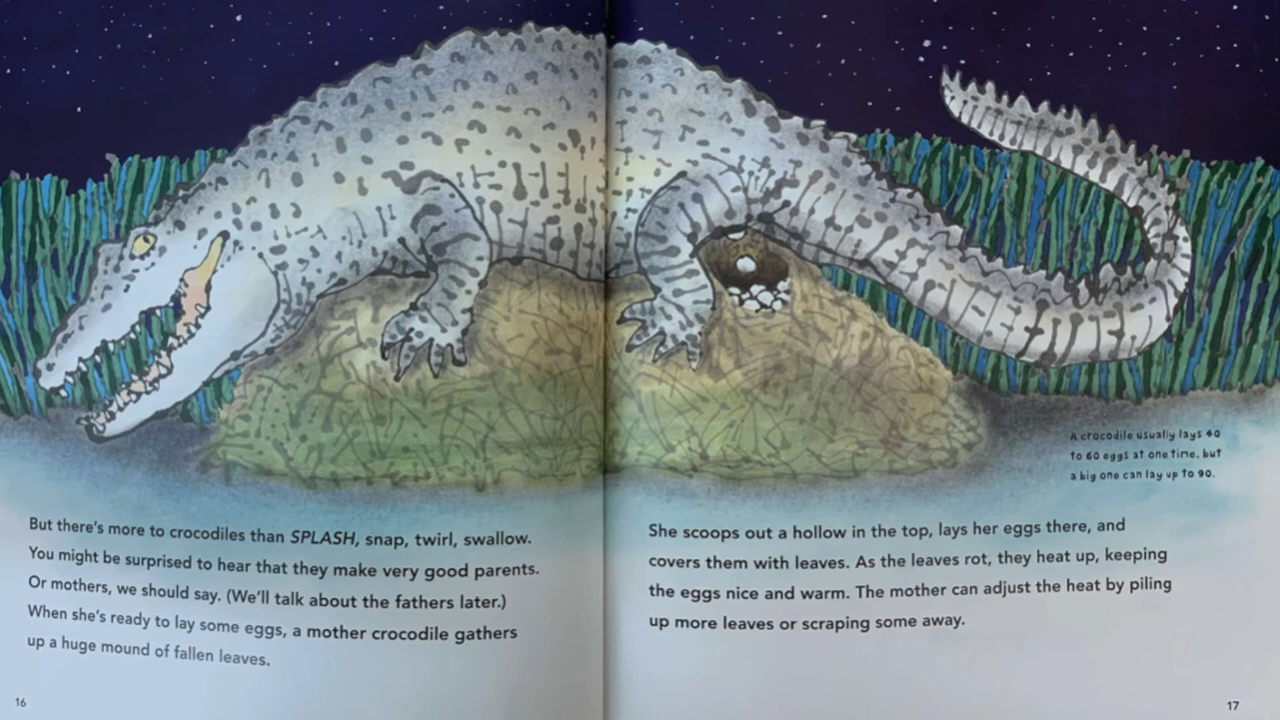 But there's more to crocodiles than SPLASH, snap, twirl, swallow.
You might be surprised to hear that they make very good parents.
Or mothers, we should say. (We'll talk about the fathers later.)
When she's ready to lay some eggs, a mother crocodile gathers
up a huge mound of fallen leaves.
16
A crocodile usually lays 40
to 60 eggs at one time, but
a big one can lay up to 90.
She scoops out a hollow in the top, lays her eggs there, and
covers them with leaves. As the leaves rot, they heat up, keeping
the eggs nice and warm. The mother can adjust the heat by piling
up more leaves or scraping some away.
17